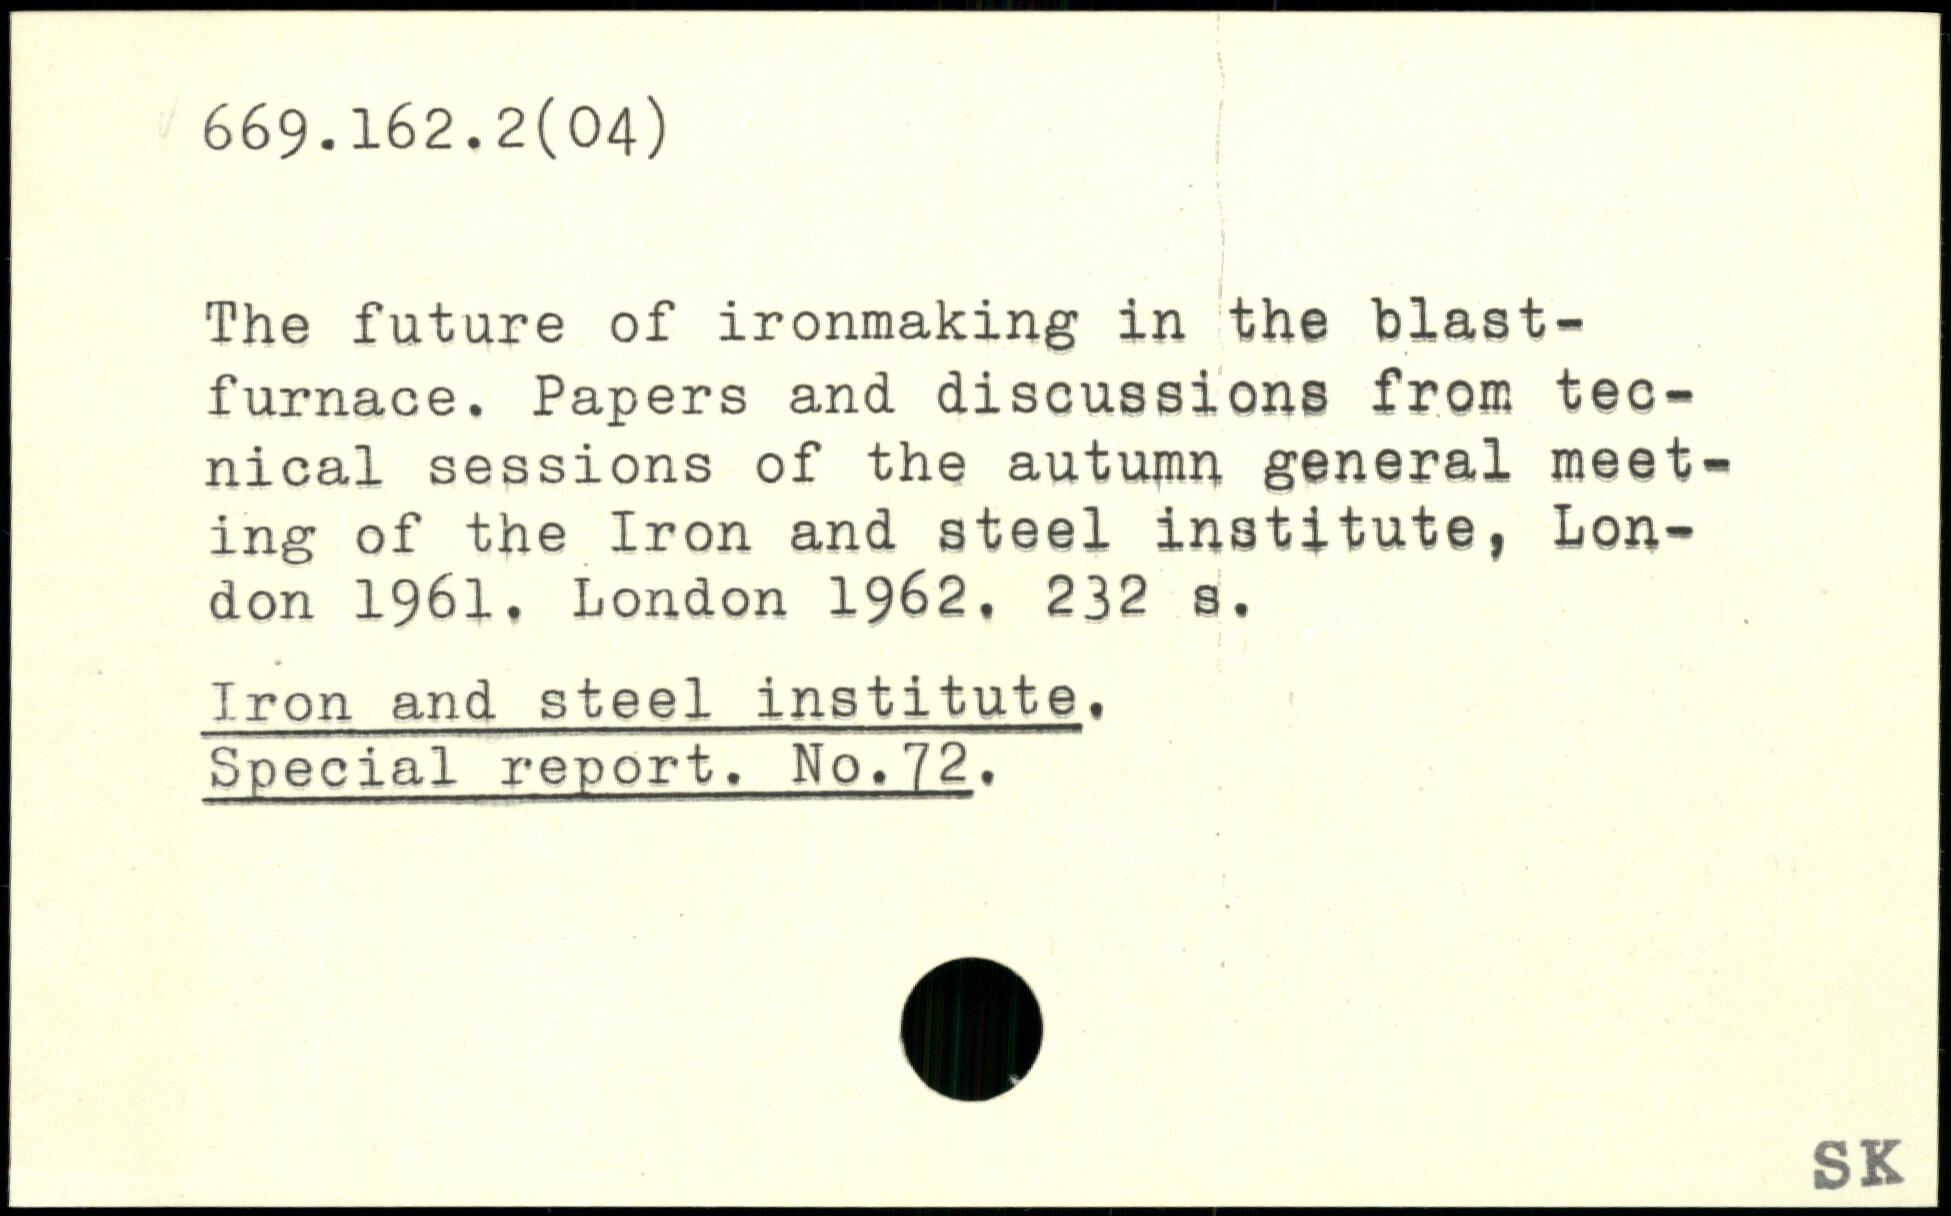 669.162.2(04)
The future of ironmaking in the blast-
furnace. Papers and discussions from tec-
nical sessions of the autumn general meet-
ing of the Iron and steel institute, Lon-
don 1961. London 1962. 232 s.
Iron and steel institute.
Special report. No.72.
SK